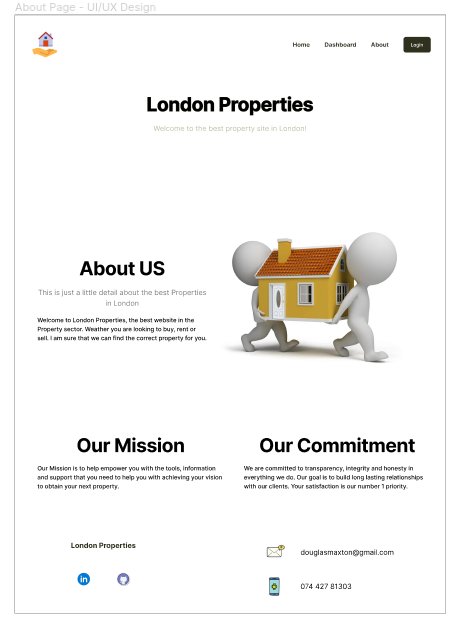 About Page - UI/UX Design
Home Dashboard About Login
London Properties
Welcome to the best property site in London!
About US
This is just a little detail about the best Properties
in London
Welcome to London Properties, the best website in the
Property sector. Weather you are looking to buy, rent or
sell. I am sure that we can find the correct property for you.
Our Mission
Our Mission is to help empower you with the tools, information
and support that you need to help you with achieving your vision
to obtain your next property.
Our Commitment
We are committed to transparency, integrity and honesty in
everything we do. Our goal is to build long lasting relationships
with our clients. Your satisfaction is our number 1 priority.
London Properties
in
douglasmaxton@gmail.com
074 427 81303